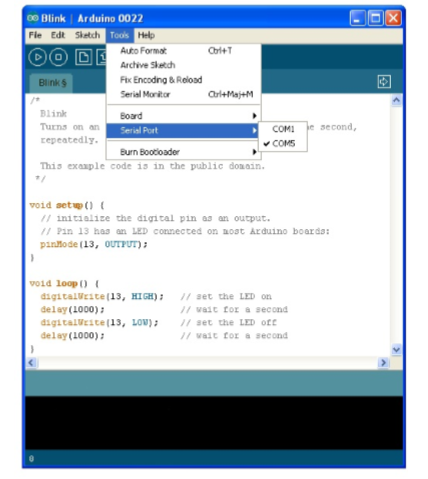 Blink | Arduino 0022
File Edit Sketch Tools Help
Auto Format Ctrl+T
Archive Sketch
Fix Encoding & Reload
Serial Monitor Ctrl+Maj+M
Board
Serial Port
Burn Bootloader
COM1
COM5
Blink §
/*
Blink
Turns on an second,
repeatedly.
This example code is in the public domain.
*/
void setup() {
// initialize the digital pin as an output.
// Pin 13 has an LED connected on most Arduino boards:
pinMode(13, OUTPUT);
}
void loop() {
digitalWrite(13, HIGH); // set the LED on
delay(1000); // wait for a second
digitalWrite(13, LOW); // set the LED off
delay(1000); // wait for a second
}
0